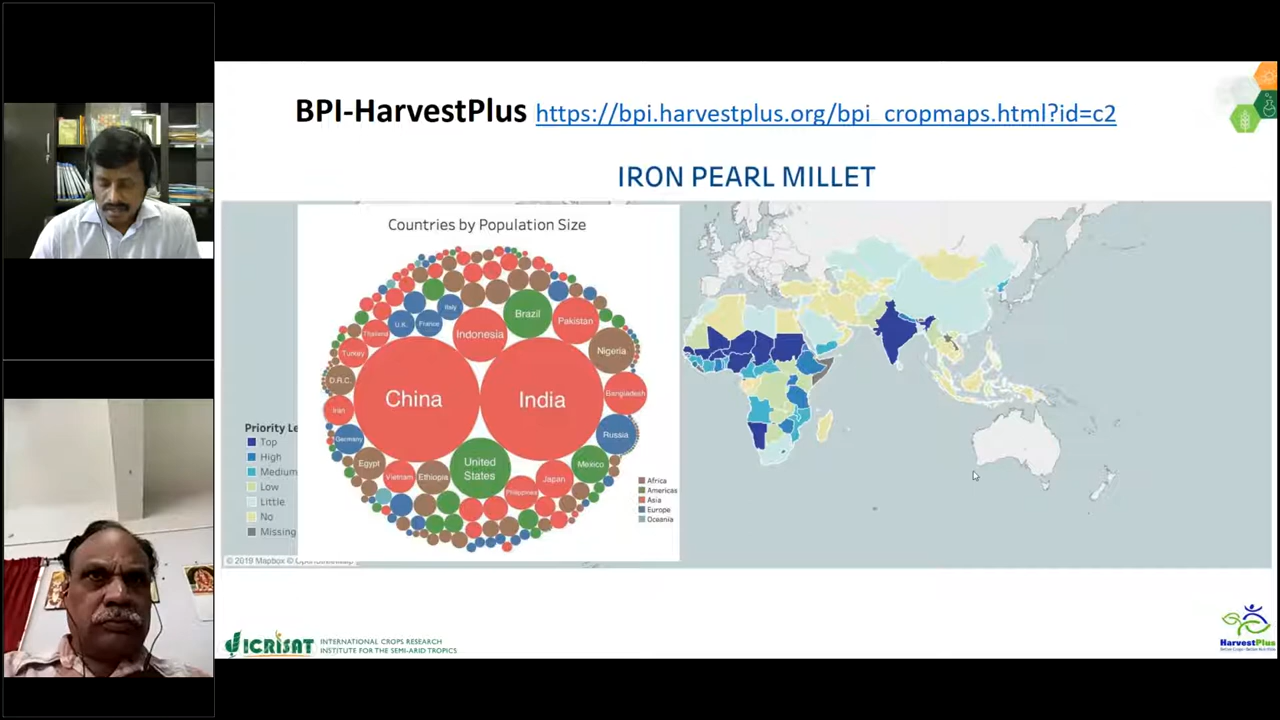 BPI-HarvestPlus https://bpi.harvestplus.org/bpi_cropmaps.html?id=c2
IRON PEARL MILLET
Countries by Population Size
Italy
Brazil
U.K.
France
Pakistan
Thailand
Indonesia
Turkey
Nigeria
D.R.C.
China
India
Bangladesh
Iran
Germany
Russia
Egypt
Vietnam
Ethiopia
United
States
Philippines
Japan
Mexico
Africa
Americas
Asia
Europe
Oceania
Priority Le
Top
High
Medium
Low
Little
No
Missing
© 2019 Mapbox ©
ICRISAT
INTERNATIONAL CROPS RESEARCH
INSTITUTE FOR THE SEMI-ARID TROPICS
HarvestPlus